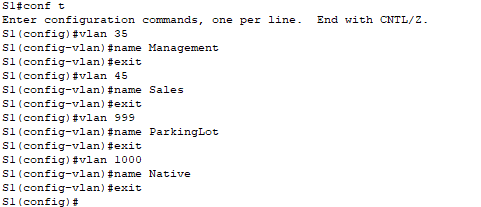 S1#conf t
Enter configuration commands, one per line.  End with CNTL/Z.
S1(config)#vlan 35
S1(config-vlan)#name Management
S1(config-vlan)#exit
S1(config)#vlan 45
S1(config-vlan)#name Sales
S1(config-vlan)#exit
S1(config)#vlan 999
S1(config-vlan)#name ParkingLot
S1(config-vlan)#exit
S1(config)#vlan 1000
S1(config-vlan)#name Native
S1(config-vlan)#exit
S1(config)#